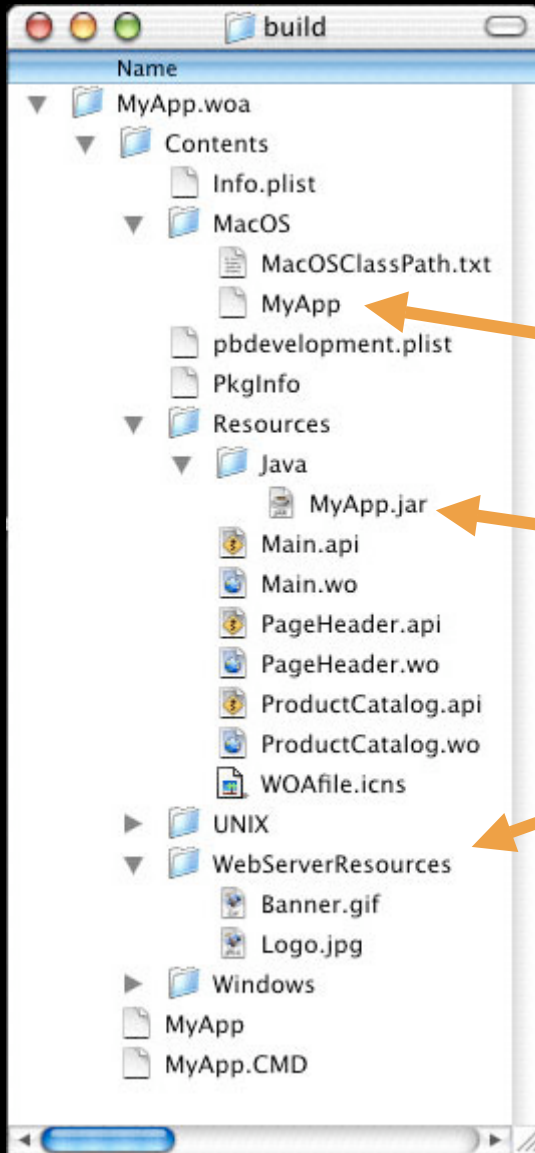 build
Name
MyApp.woa
Contents
Info.plist
MacOS
MacOSClassPath.txt
MyApp
pbdevelopment.plist
PkgInfo
Resources
Java
MyApp.jar
Main.api
Main.wo
PageHeader.api
PageHeader.wo
ProductCatalog.api
ProductCatalog.wo
WOAfile.icns
UNIX
WebServerResources
Banner.gif
Logo.jpg
Windows
MyApp
MyApp.CMD